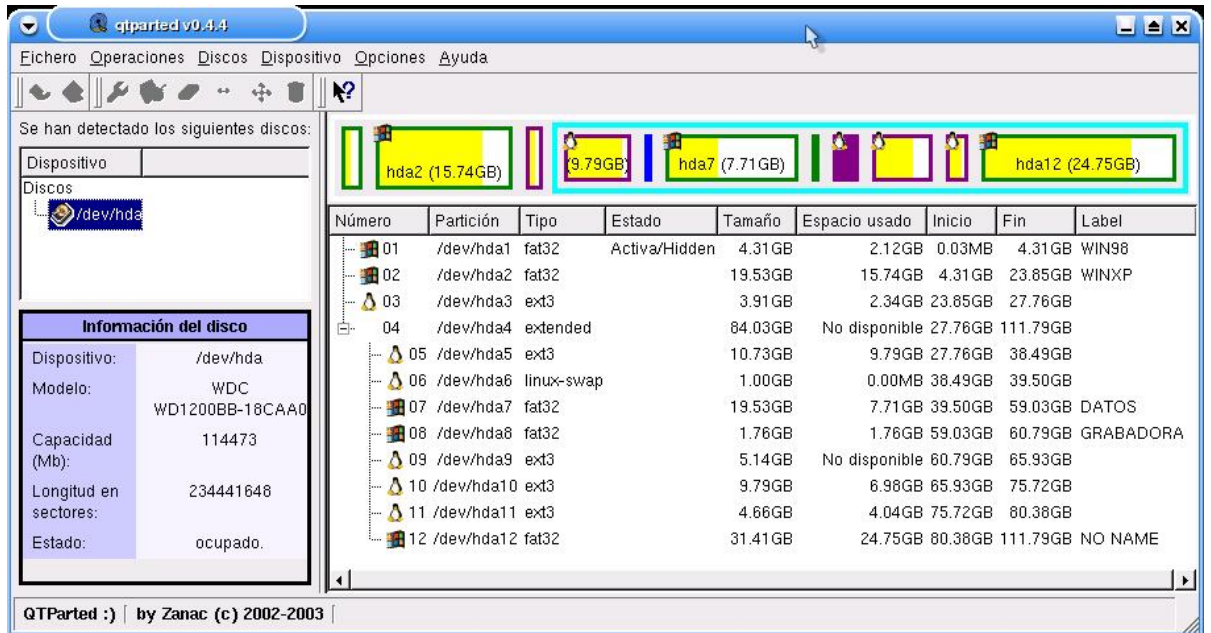 qtparted v0.4.4
Fichero Operaciones Discos Dispositivo Opciones Ayuda
Se han detectado los siguientes discos:
Dispositivo
Discos
/dev/hda
hda2 (15.74GB)
(9.79GB)
hda7 (7.71GB)
hda12 (24.75GB)
Número Partición Tipo Estado Tamaño Espacio usado Inicio Fin Label
01 /dev/hda1 fat32 Activa/Hidden 4.31GB 2.12GB 0.03MB 4.31GB WIN98
02 /dev/hda2 fat32 19.53GB 15.74GB 4.31GB 23.85GB WINXP
03 /dev/hda3 ext3 3.91GB 2.34GB 23.85GB 27.76GB
04 /dev/hda4 extended 84.03GB No disponible 27.76GB 111.79GB
05 /dev/hda5 ext3 10.73GB 9.79GB 27.76GB 38.49GB
06 /dev/hda6 linux-swap 1.00GB 0.00MB 38.49GB 39.50GB
07 /dev/hda7 fat32 19.53GB 7.71GB 39.50GB 59.03GB DATOS
08 /dev/hda8 fat32 1.76GB 1.76GB 59.03GB 60.79GB GRABADORA
09 /dev/hda9 ext3 5.14GB No disponible 60.79GB 65.93GB
10 /dev/hda10 ext3 9.79GB 6.98GB 65.93GB 75.72GB
11 /dev/hda11 ext3 4.66GB 4.04GB 75.72GB 80.38GB
12 /dev/hda12 fat32 31.41GB 24.75GB 80.38GB 111.79GB NO NAME
Información del disco
Dispositivo: /dev/hda
Modelo: WDC
WD1200BB-18CAA0
Capacidad 114473
(Mb):
Longitud en 234441648
sectores:
Estado: ocupado.
QTParted :) by Zanac (c) 2002-2003